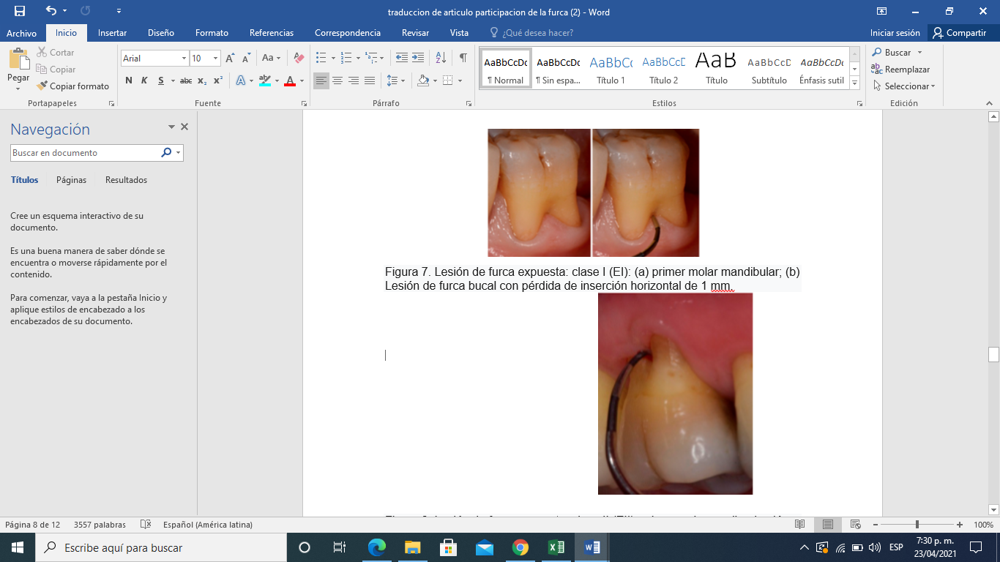 traduccion de articulo participacion de la furca (2) - Word
Archivo Inicio Insertar Diseño Formato Referencias Correspondencia Revisar Vista ¿Qué desea hacer? Iniciar sesión Compartir
Pegar
Cortar
Copiar
Copiar formato
Portapapeles
Arial 10
N K S abc x₂ x²
Fuente
Párrafo
AaBbCcDc AaBbCcDc AaBbCc AaBbCcD AaB AaBbCcD AaBbCcDc
¶ Normal ¶ Sin espa... Título 1 Título 2 Título Subtítulo Énfasis sutil
Estilos
Buscar
Reemplazar
Seleccionar
Edición
Navegación
Buscar en documento
Títulos Páginas Resultados
Cree un esquema interactivo de su
documento.
Es una buena manera de saber dónde se
encuentra o moverse rápidamente por el
contenido.
Para comenzar, vaya a la pestaña Inicio y
aplique estilos de encabezado a los
encabezados de su documento.
Figura 7. Lesión de furca expuesta: clase I (EI): (a) primer molar mandibular; (b)
Lesión de furca bucal con pérdida de inserción horizontal de 1 mm.
Página 8 de 12 3557 palabras Español (América latina) 100%
Escribe aquí para buscar
ESP
7:30 p. m.
23/04/2021